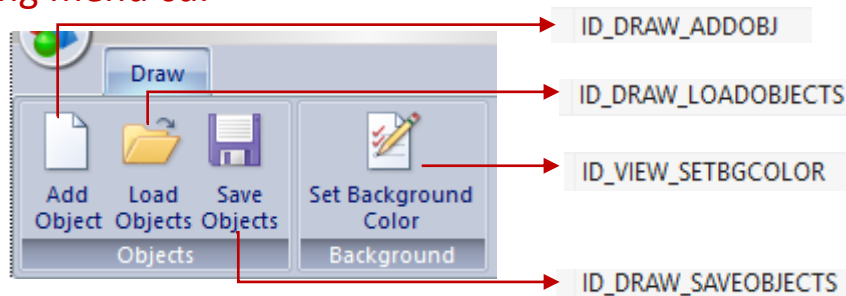 ID_DRAW_ADDOBJ
Draw
ID_DRAW_LOADOBJECTS
ID_VIEW_SETBGCOLOR
Add Load Save Set Background
Object Objects Objects Color
Objects Background
ID_DRAW_SAVEOBJECTS